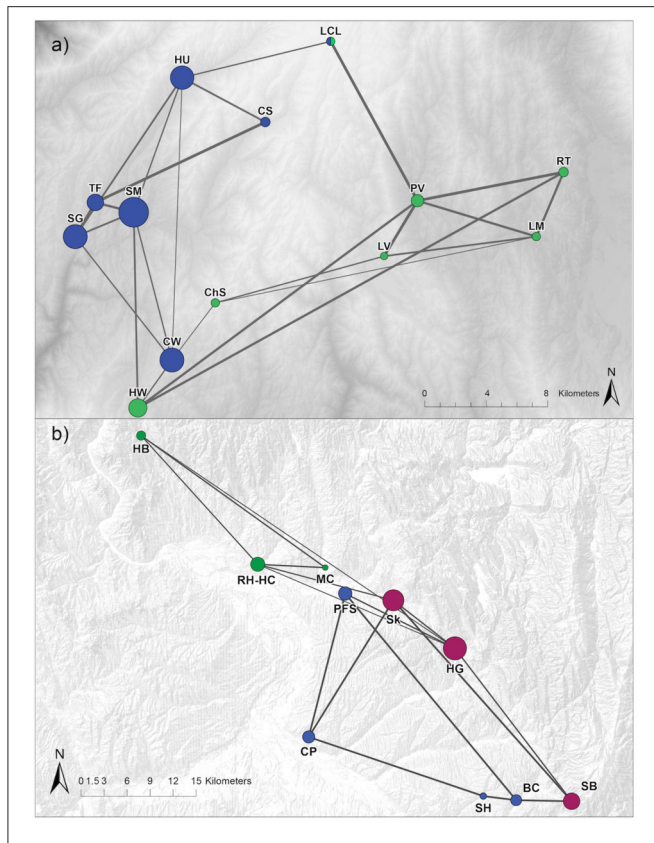 a)
LCL
HU
CS
RT
TF
SM
PV
SG
LM
LV
ChS
CW
HW
N
0 4 8 Kilometers
b)
HB
RH-HC
MC
PFS
Sk
HG
N
CP
0 1.5 3 6 9 12 15 Kilometers
SH
BC
SB